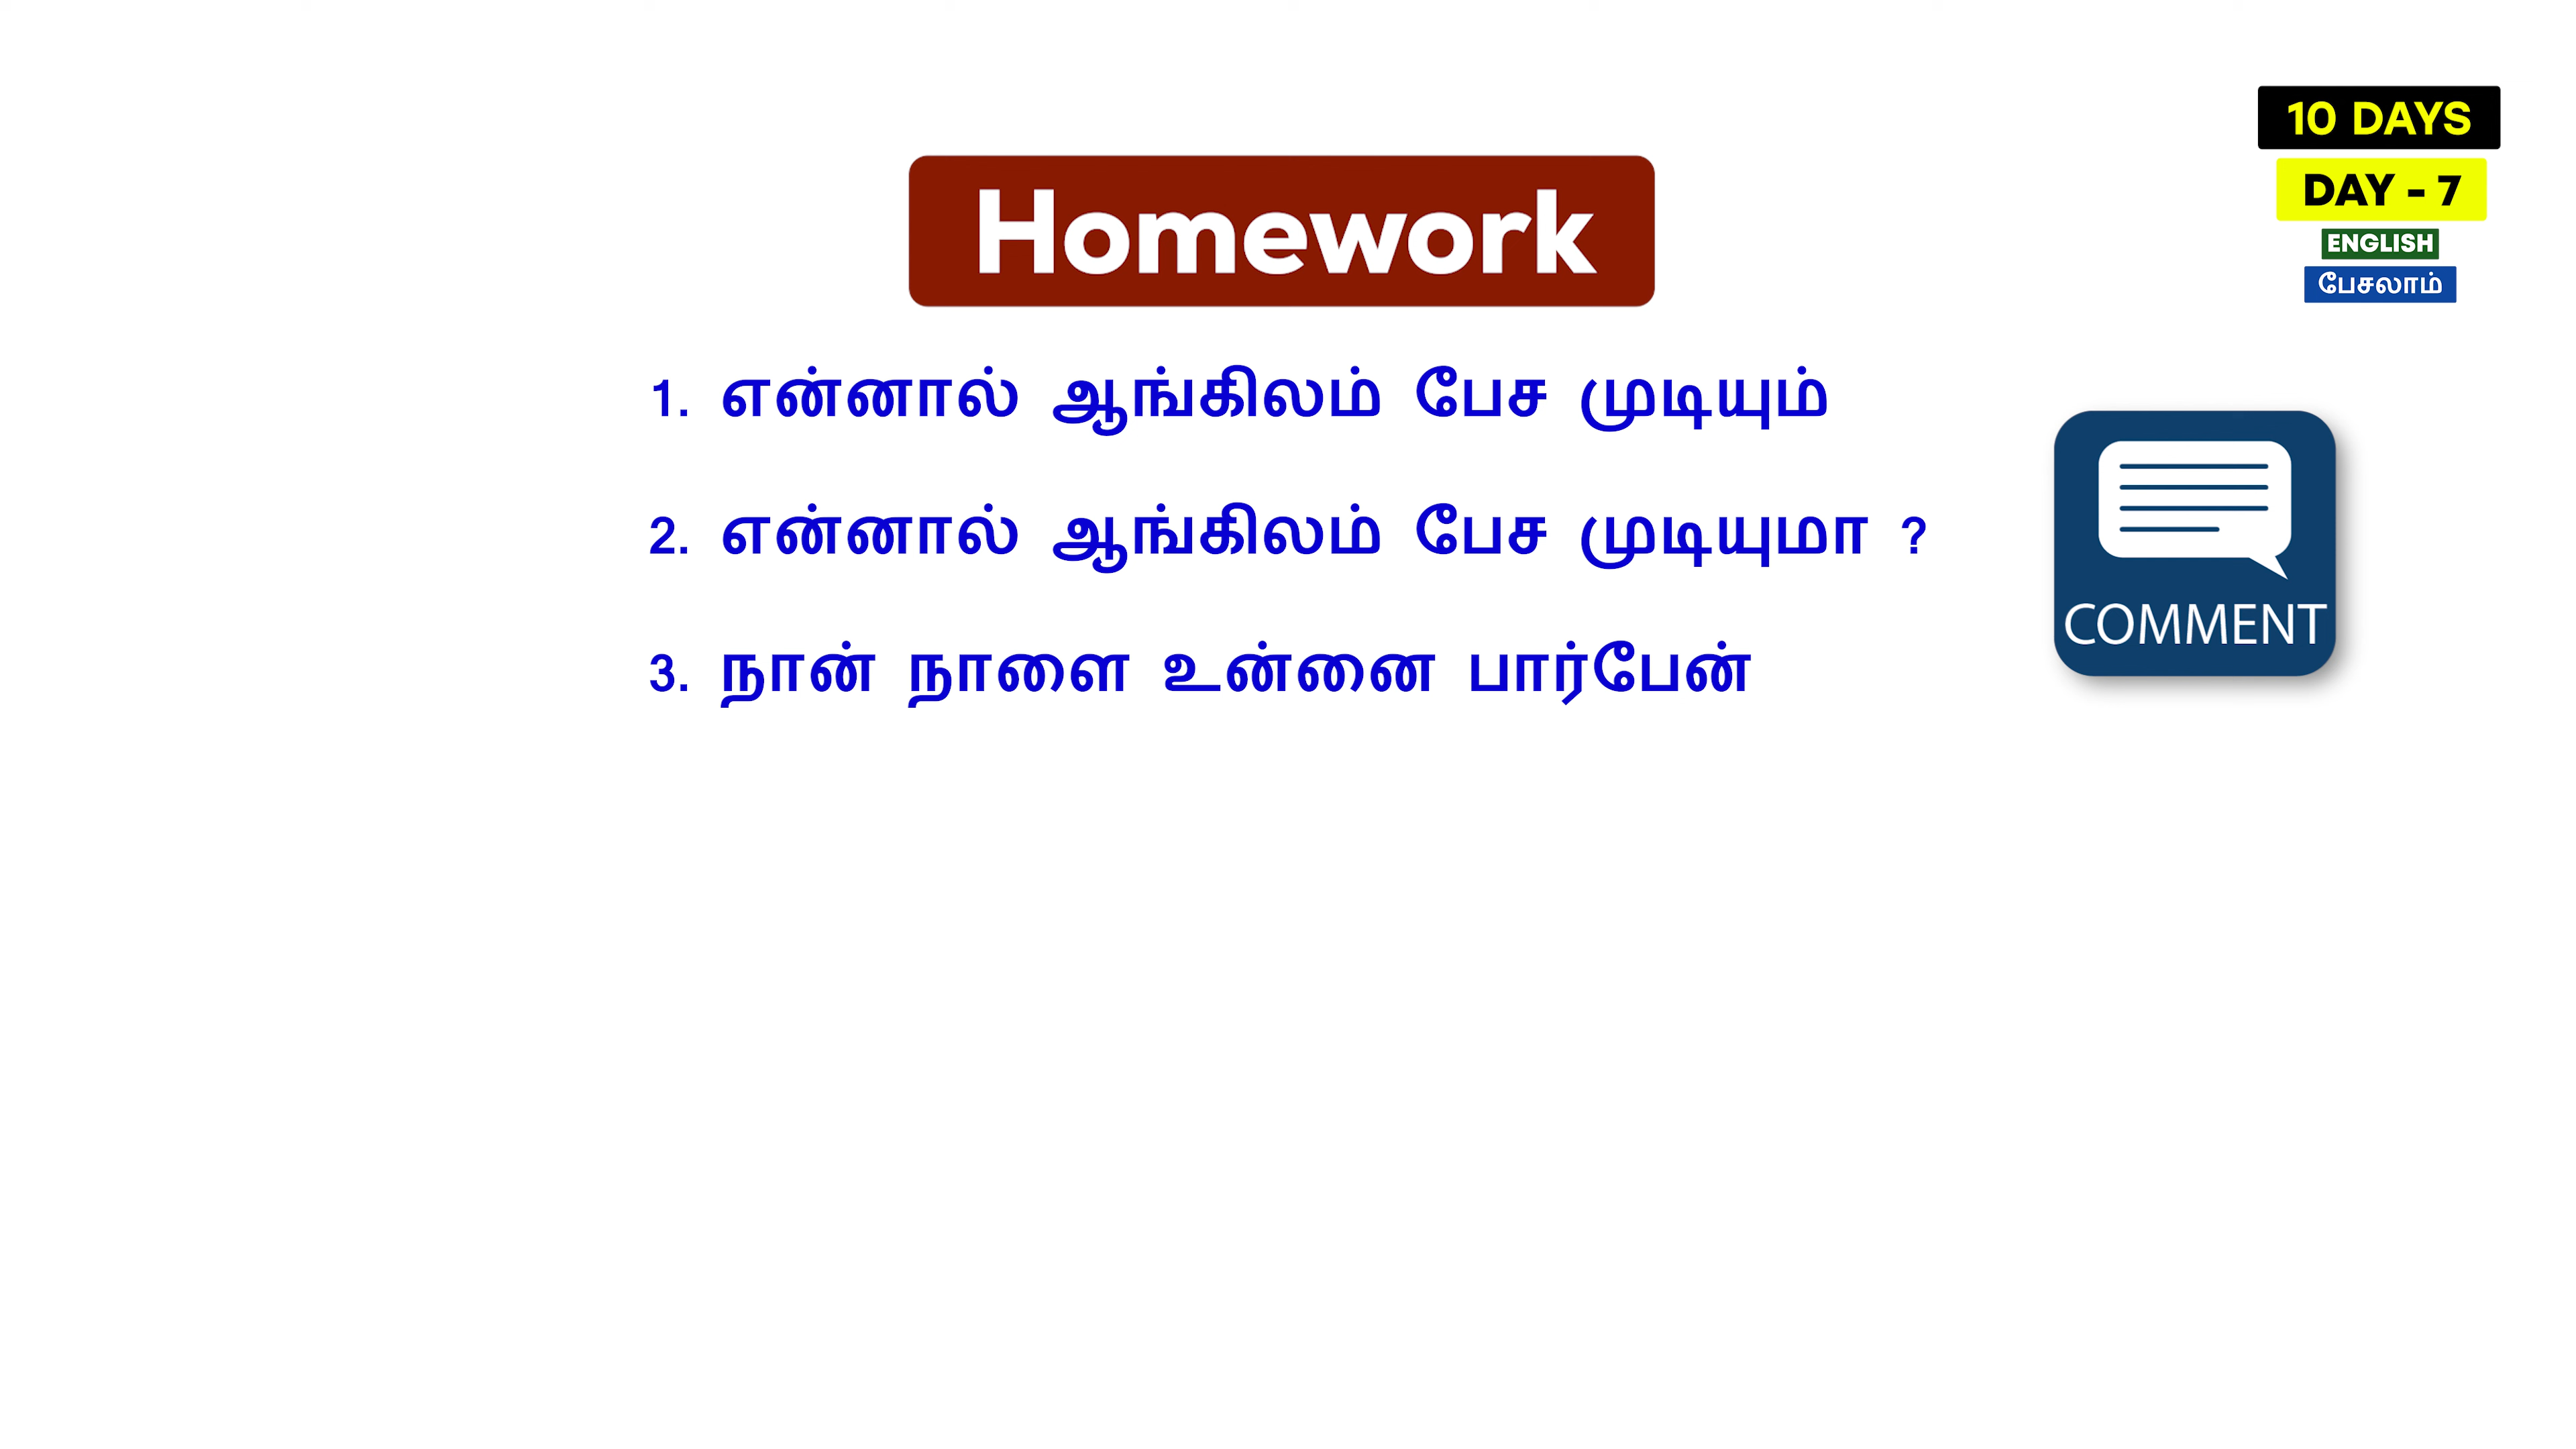 10 DAYS
DAY - 7
ENGLISH
பேசலாம்
Homework
1. என்னால் ஆங்கிலம் பேச முடியும்
2. என்னால் ஆங்கிலம் பேச முடியுமா ?
3. நான் நாளை உன்னை பார்பேன்
COMMENT